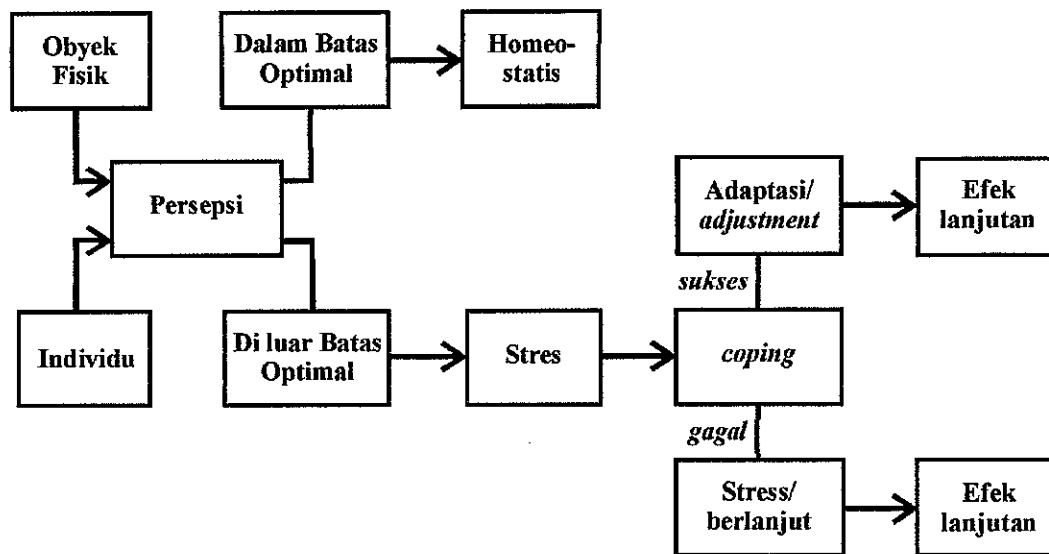 Obyek
Fisik
Dalam Batas
Optimal
Homeo-
statis
Persepsi
Adaptasi/
adjustment
Efek
lanjutan
sukses
Individu
Di luar Batas
Optimal
Stres
coping
gagal
Stress/
berlanjut
Efek
lanjutan